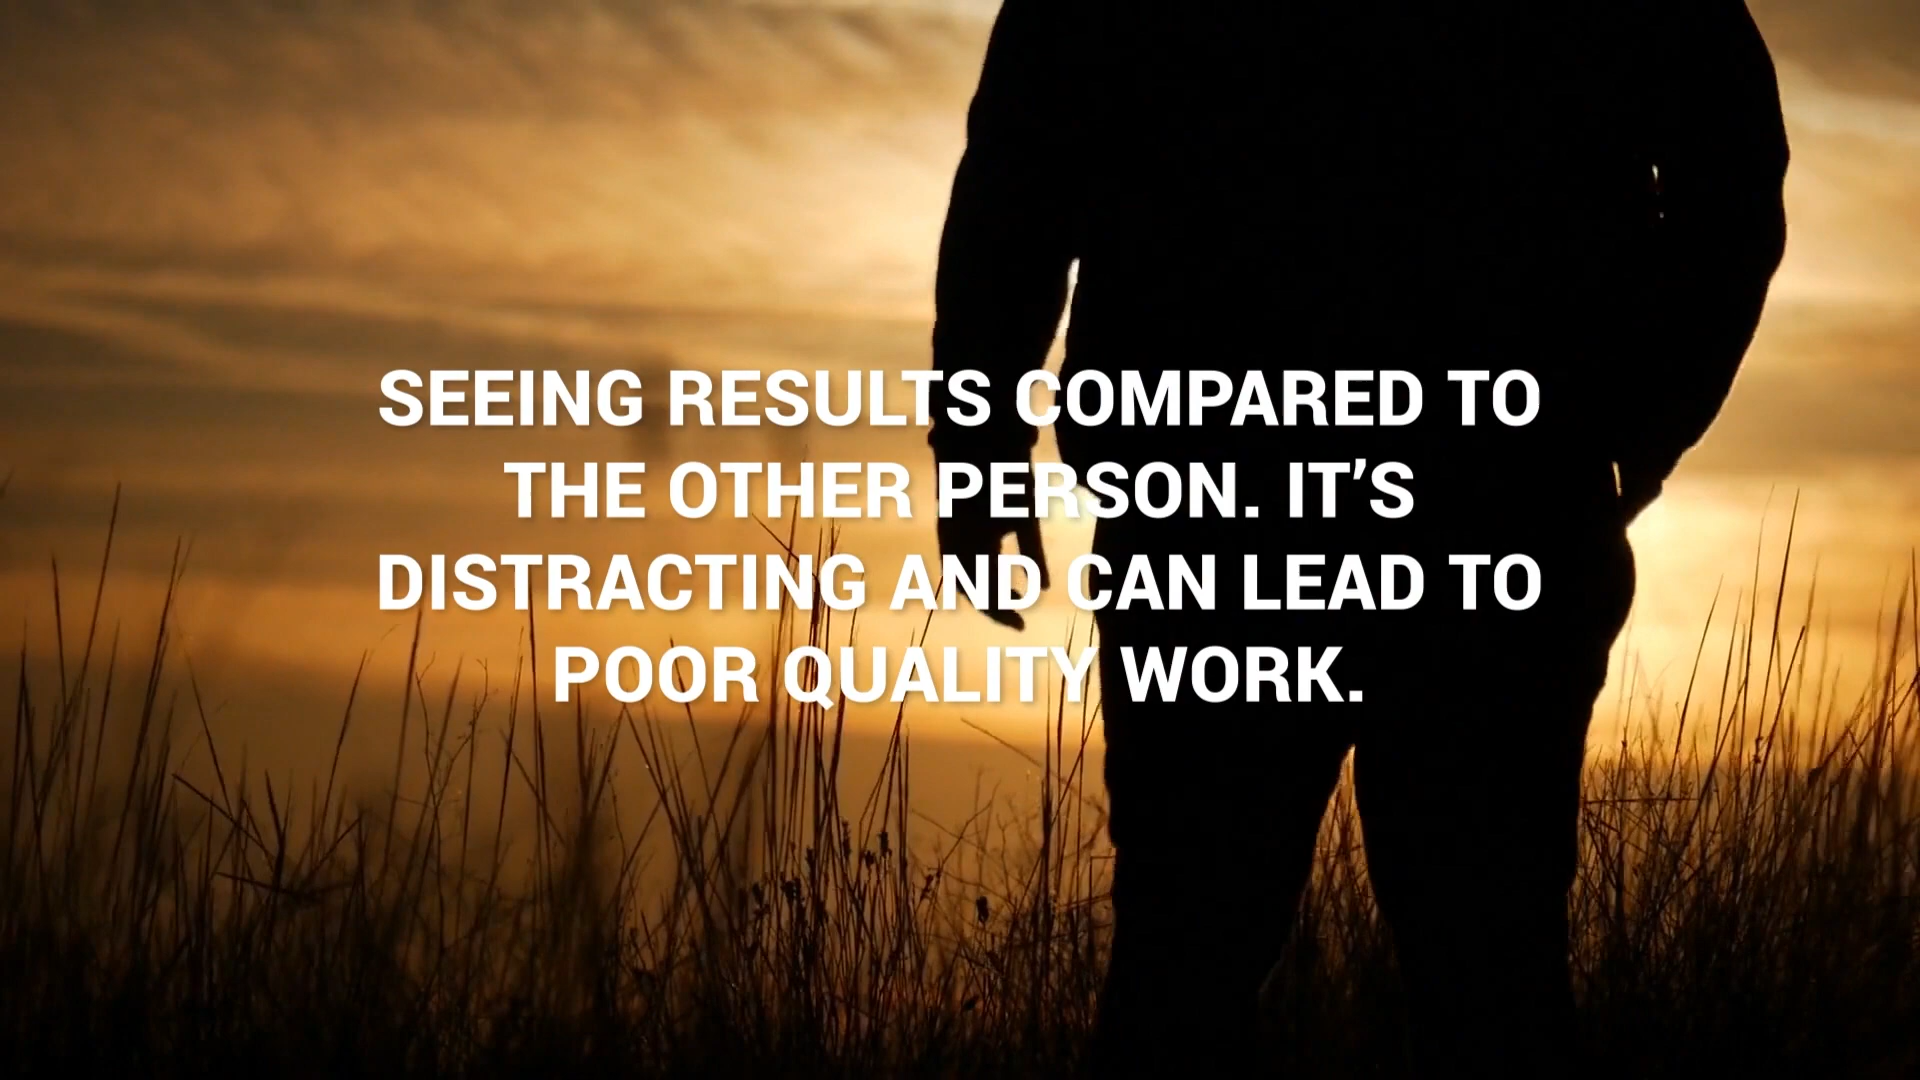 SEEING RESULTS COMPARED TO
THE OTHER PERSON. IT’S
DISTRACTING AND CAN LEAD TO
POOR QUALITY WORK.